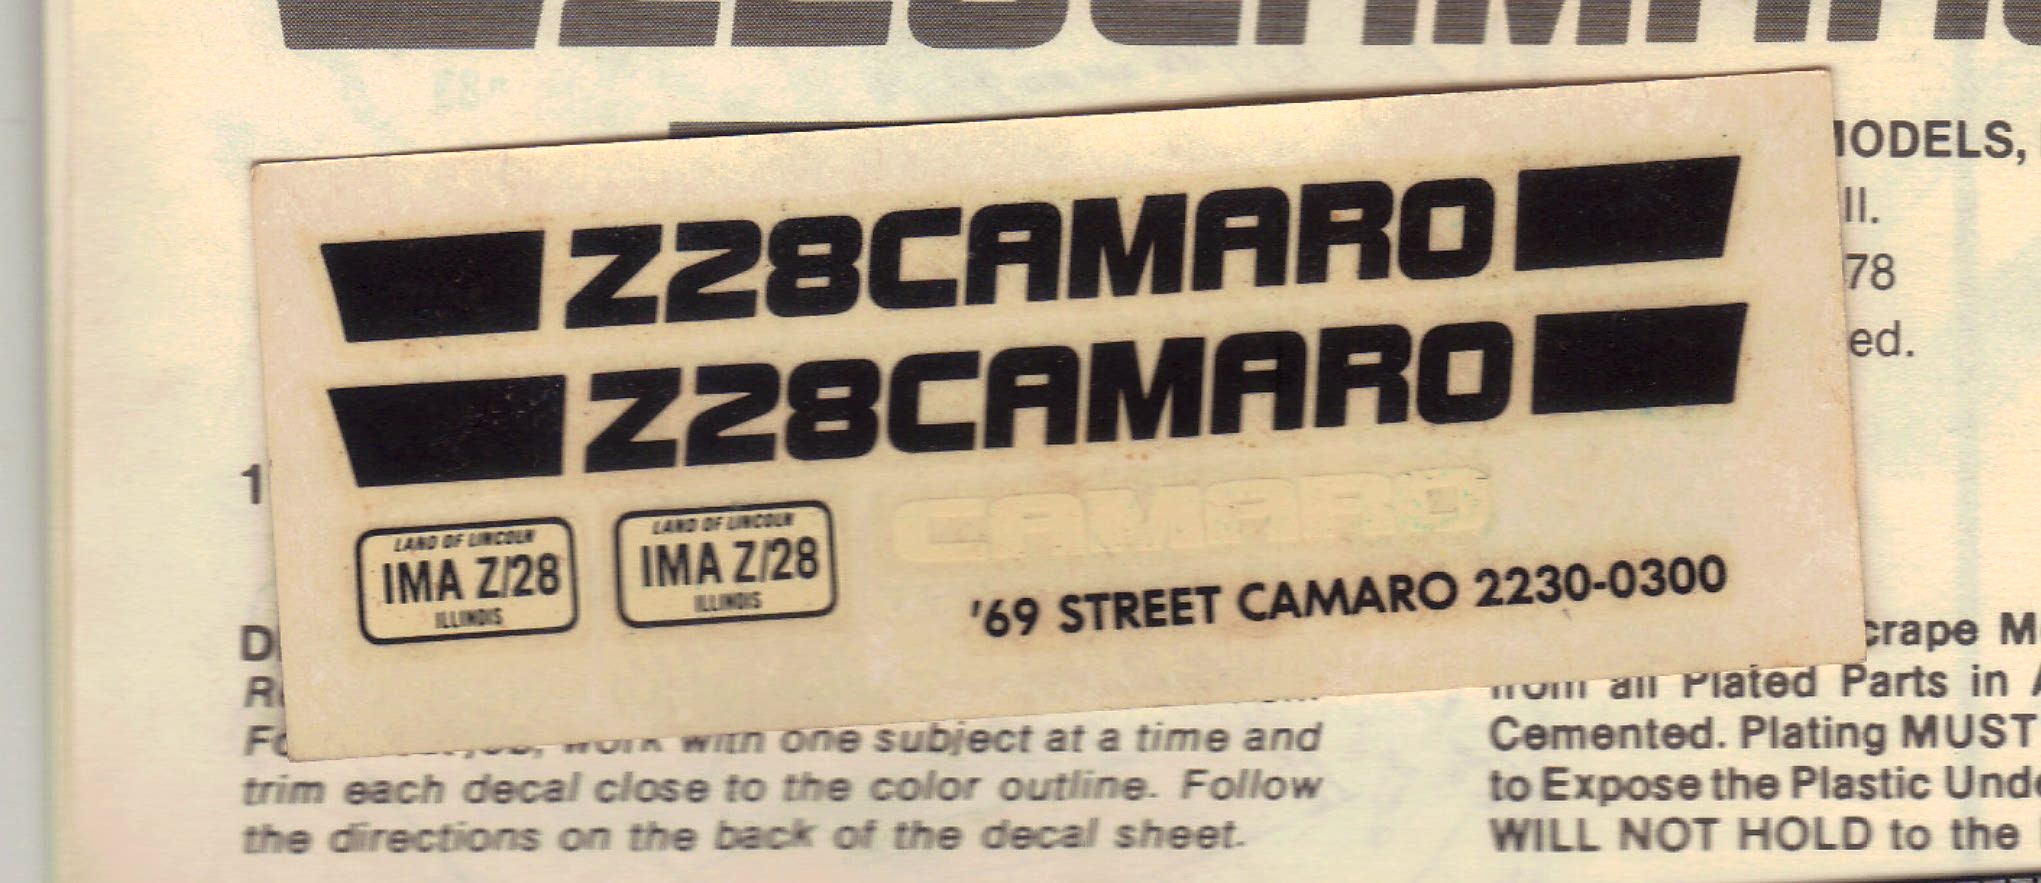 Z28CAMARO
MODELS,
Z28CAMARO
78
ed.
Z28CAMARO
CAMARO
LAND OF LINCOLN
IMA Z/28
ILLINOIS
LAND OF LINCOLN
IMA Z/28
ILLINOIS
'69 STREET CAMARO 2230-0300
work with one subject at a time and
trim each decal close to the color outline. Follow
the directions on the back of the decal sheet.
crape M
from all Plated Parts in A
Cemented. Plating MUST
to Expose the Plastic Unde
WILL NOT HOLD to the